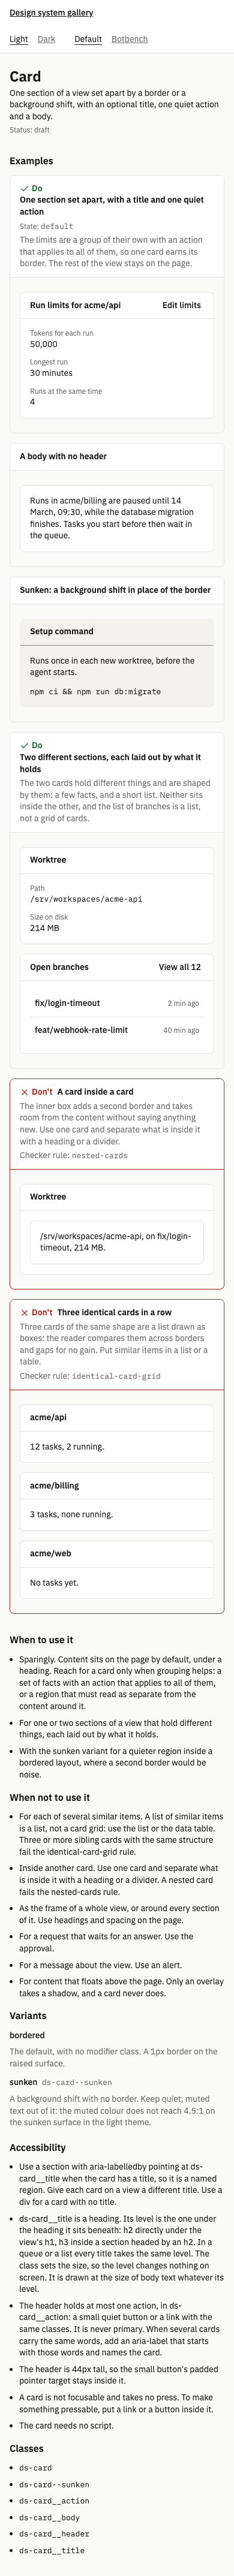 Design system gallery
Light Dark Default Botbench
Card
One section of a view set apart by a border or a
background shift, with an optional title, one quiet action
and a body.
Status: draft
Examples
Do
One section set apart, with a title and one quiet
action
State: default
The limits are a group of their own with an action
that applies to all of them, so one card earns its
border. The rest of the view stays on the page.
Run limits for acme/api Edit limits
Tokens for each run
50,000
Longest run
30 minutes
Runs at the same time
4
A body with no header
Runs in acme/billing are paused until 14
March, 09:30, while the database migration
finishes. Tasks you start before then wait in
the queue.
Sunken: a background shift in place of the border
Setup command
Runs once in each new worktree, before the
agent starts.
npm ci && npm run db:migrate
Do
Two different sections, each laid out by what it
holds
The two cards hold different things and are shaped
by them: a few facts, and a short list. Neither sits
inside the other, and the list of branches is a list,
not a grid of cards.
Worktree
Path
/srv/workspaces/acme-api
Size on disk
214 MB
Open branches View all 12
fix/login-timeout 2 min ago
feat/webhook-rate-limit 40 min ago
Don't A card inside a card
The inner box adds a second border and takes
room from the content without saying anything
new. Use one card and separate what is inside it
with a heading or a divider.
Checker rule: nested-cards
Worktree
/srv/workspaces/acme-api, on fix/login-
timeout, 214 MB.
Don't Three identical cards in a row
Three cards of the same shape are a list drawn as
boxes: the reader compares them across borders
and gaps for no gain. Put similar items in a list or a
table.
Checker rule: identical-card-grid
acme/api
12 tasks, 2 running.
acme/billing
3 tasks, none running.
acme/web
No tasks yet.
When to use it
• Sparingly. Content sits on the page by default, under a
heading. Reach for a card only when grouping helps: a
set of facts with an action that applies to all of them,
or a region that must read as separate from the
content around it.
• For one or two sections of a view that hold different
things, each laid out by what it holds.
• With the sunken variant for a quieter region inside a
bordered layout, where a second border would be
noise.
When not to use it
• For each of several similar items. A list of similar items
is a list, not a card grid: use the list or the data table.
Three or more sibling cards with the same structure
fail the identical-card-grid rule.
• Inside another card. Use one card and separate what
is inside it with a heading or a divider. A nested card
fails the nested-cards rule.
• As the frame of a whole view, or around every section
of it. Use headings and spacing on the page.
• For a request that waits for an answer. Use the
approval.
• For a message about the view. Use an alert.
• For content that floats above the page. Only an overlay
takes a shadow, and a card never does.
Variants
bordered
The default, with no modifier class. A 1px border on the
raised surface.
sunken ds-card--sunken
A background shift with no border. Keep quiet, muted
text out of it: the muted colour does not reach 4.5:1 on
the sunken surface in the light theme.
Accessibility
• Use a section with aria-labelledby pointing at ds-
card__title when the card has a title, so it is a named
region. Give each card on a view a different title. Use a
div for a card with no title.
• ds-card__title is a heading. Its level is the one under
the heading it sits beneath: h2 directly under the
view's h1, h3 inside a section headed by an h2. In a
queue or a list every title takes the same level. The
class sets the size, so the level changes nothing on
screen. It is drawn at the size of body text whatever its
level.
• The header holds at most one action, in ds-
card__action: a small quiet button or a link with the
same classes. It is never primary. When several cards
carry the same words, add an aria-label that starts
with those words and names the card.
• The header is 44px tall, so the small button's padded
pointer target stays inside it.
• A card is not focusable and takes no press. To make
something pressable, put a link or a button inside it.
• The card needs no script.
Classes
• ds-card
• ds-card--sunken
• ds-card__action
• ds-card__body
• ds-card__header
• ds-card__title